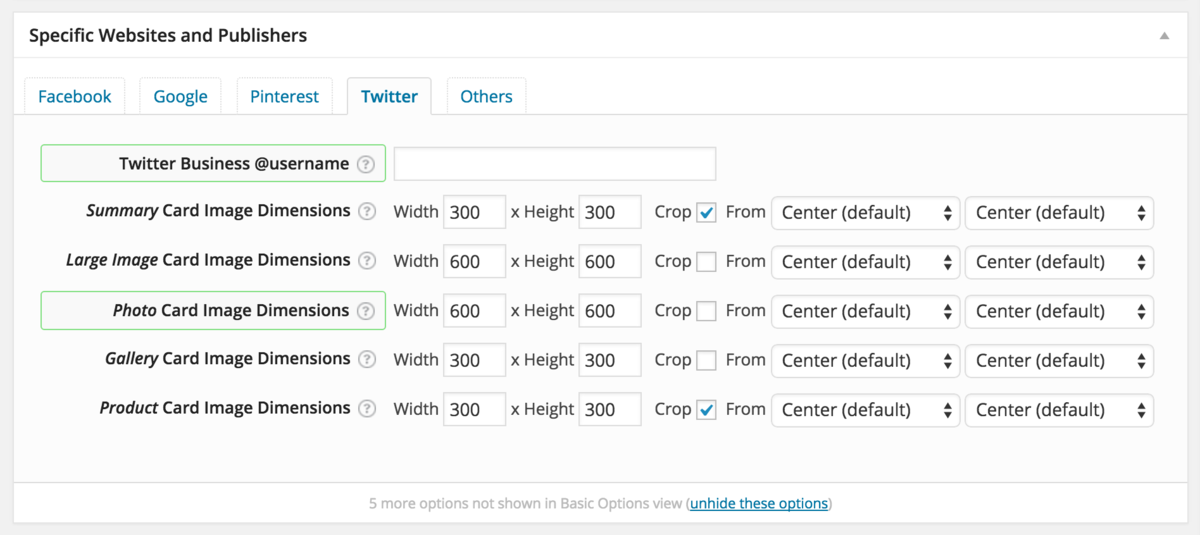 Specific Websites and Publishers
Facebook Google Pinterest Twitter Others
Twitter Business @username ?
Summary Card Image Dimensions ? Width 300 x Height 300 Crop From Center (default) Center (default)
Large Image Card Image Dimensions ? Width 600 x Height 600 Crop From Center (default) Center (default)
Photo Card Image Dimensions ? Width 600 x Height 600 Crop From Center (default) Center (default)
Gallery Card Image Dimensions ? Width 300 x Height 300 Crop From Center (default) Center (default)
Product Card Image Dimensions ? Width 300 x Height 300 Crop From Center (default) Center (default)
5 more options not shown in Basic Options view (unhide these options)